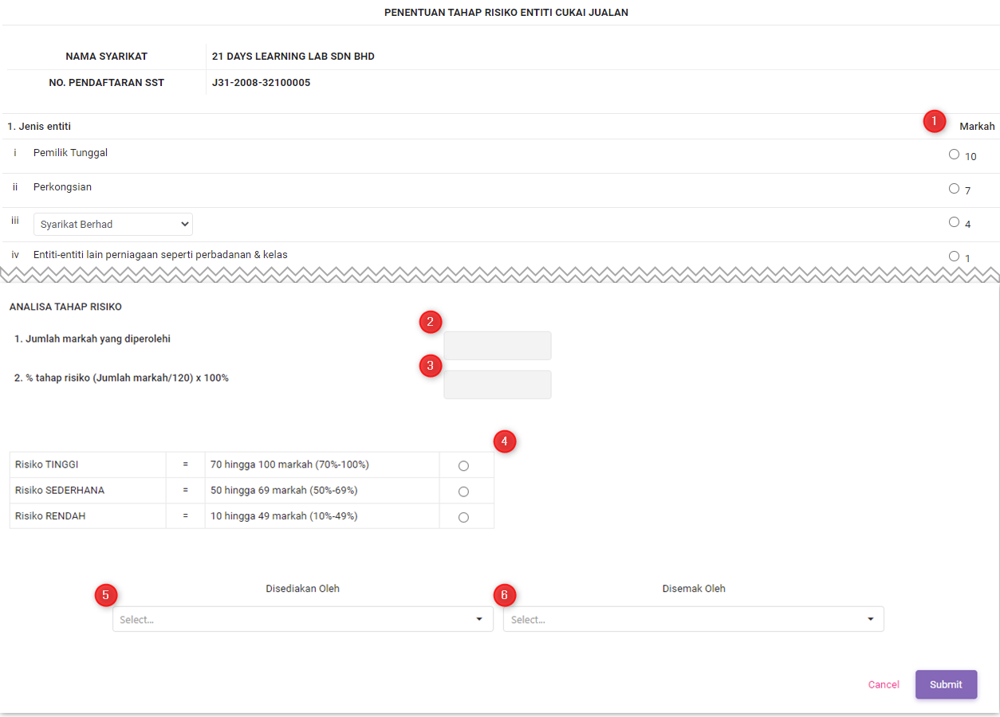 PENENTUAN TAHAP RISIKO ENTITI CUKAI JUALAN
NAMA SYARIKAT 21 DAYS LEARNING LAB SDN BHD
NO. PENDAFTARAN SST J31-2008-32100005
1. Jenis entiti 1 Markah
i Pemilik Tunggal 10
ii Perkongsian 7
iii Syarikat Berhad 4
iv Entiti-entiti lain perniagaan seperti perbadanan & kelas 1
ANALISA TAHAP RISIKO
2
1. Jumlah markah yang diperolehi
3
2. % tahap risiko (Jumlah markah/120) x 100%
4
Risiko TINGGI = 70 hingga 100 markah (70%-100%)
Risiko SEDERHANA = 50 hingga 69 markah (50%-69%)
Risiko RENDAH = 10 hingga 49 markah (10%-49%)
5 Disediakan Oleh 6 Disemak Oleh
Select... Select...
Cancel Submit